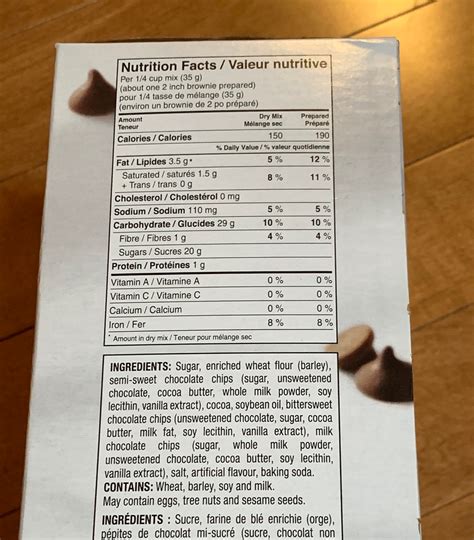 Nutrition Facts / Valeur nutritive
Per 1/4 cup mix (35 g)
(about one 2 inch brownie prepared)
pour 1/4 tasse de mélange (35 g)
(environ un brownie de 2 po préparé)
Amount Dry Mix Prepared
Teneur Mélange sec Préparé
Calories / Calories 150 190
% Daily Value / % valeur quotidienne
Fat / Lipides 3.5 g* 5 % 12 %
Saturated / saturés 1.5 g
+ Trans / trans 0 g 8 % 11 %
Cholesterol / Cholestérol 0 mg
Sodium / Sodium 110 mg 5 % 5 %
Carbohydrate / Glucides 29 g 10 % 10 %
Fibre / Fibres 1 g 4 % 4 %
Sugars / Sucres 20 g
Protein / Protéines 1 g
Vitamin A / Vitamine A 0 % 0 %
Vitamin C / Vitamine C 0 % 0 %
Calcium / Calcium 0 % 0 %
Iron / Fer 8 % 8 %
* Amount in dry mix / Teneur pour mélange sec
INGREDIENTS: Sugar, enriched wheat flour (barley),
semi-sweet chocolate chips (sugar, unsweetened
chocolate, cocoa butter, whole milk powder, soy
lecithin, vanilla extract), cocoa, soybean oil, bittersweet
chocolate chips (unsweetened chocolate, sugar, cocoa
butter, milk fat, soy lecithin, vanilla extract), milk
chocolate chips (sugar, whole milk powder,
unsweetened chocolate, cocoa butter, soy lecithin,
vanilla extract), salt, artificial flavour, baking soda.
CONTAINS: Wheat, barley, soy and milk.
May contain eggs, tree nuts and sesame seeds.
INGRÉDIENTS : Sucre, farine de blé enrichie (orge),
pépites de chocolat mi-sucré (sucre, chocolat non